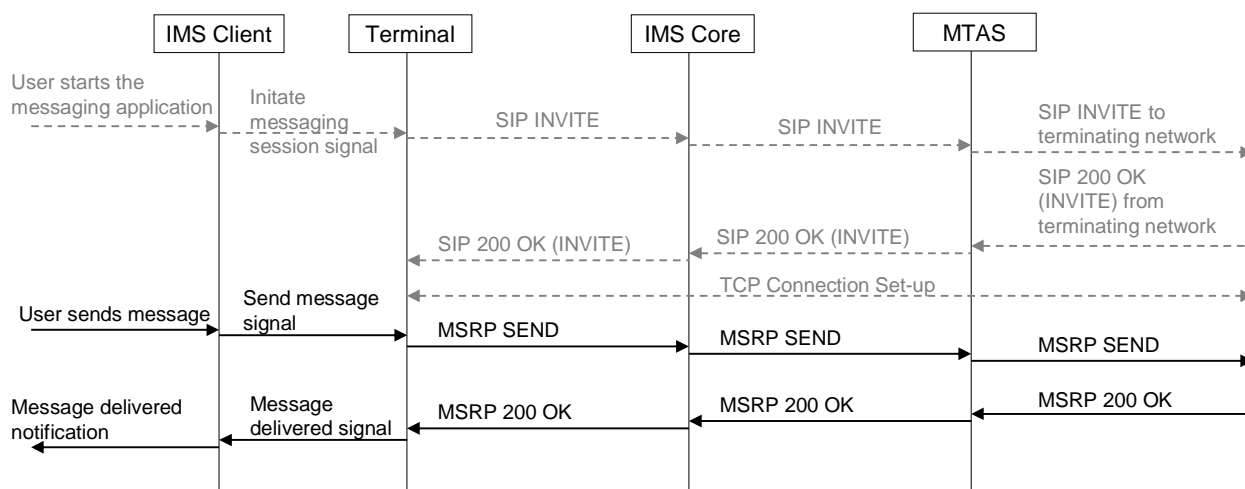 IMS Client
Terminal
IMS Core
MTAS
User starts the
messaging application
Initate
messaging
session signal
SIP INVITE
SIP INVITE
SIP INVITE to
terminating network
SIP 200 OK
(INVITE) from
terminating network
SIP 200 OK (INVITE)
SIP 200 OK (INVITE)
TCP Connection Set-up
User sends message
Send message
signal
MSRP SEND
MSRP SEND
MSRP SEND
Message delivered
notification
Message
delivered signal
MSRP 200 OK
MSRP 200 OK
MSRP 200 OK